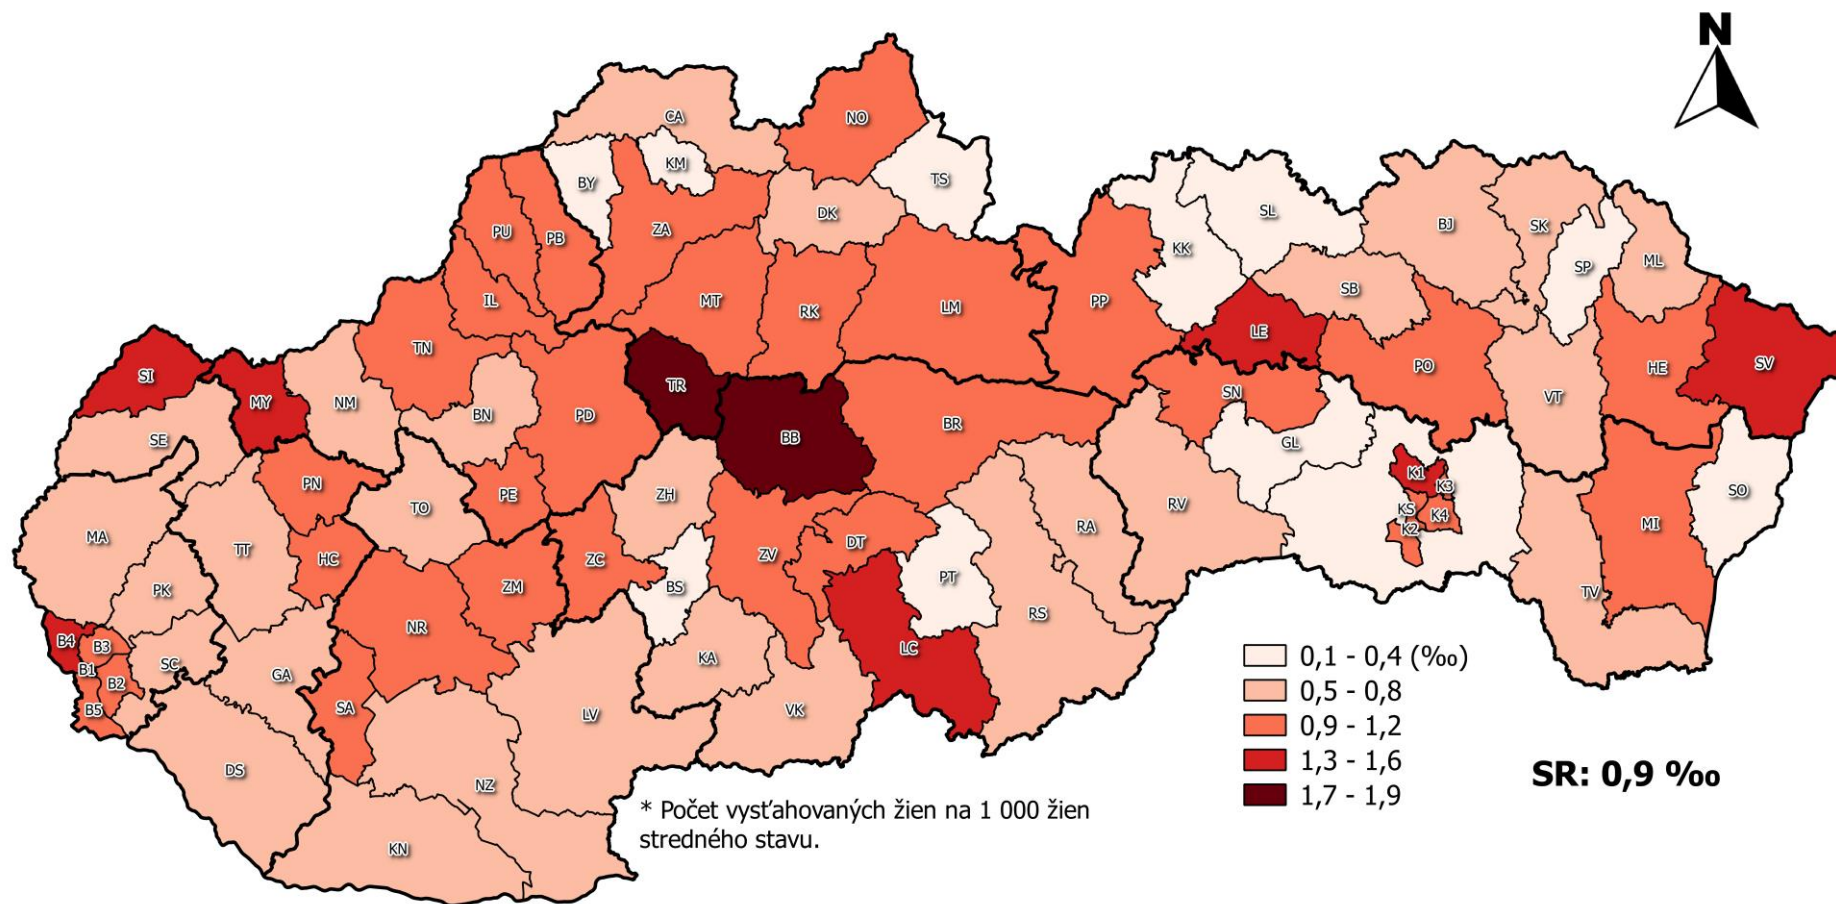 N
CA
NO
KM
TS
BY
DK
SL
BJ
SK
PU
PB
ZA
KK
SP
ML
IL
MT
RK
LM
PP
SB
TN
LE
PO
HE
SV
SI
MY
NM
BN
PD
TR
BB
BR
SN
VT
SE
GL
PN
TO
PE
ZH
K1
K3
SO
MA
TT
HC
ZC
ZV
DT
RA
RV
KS
K4
K2
MI
PK
ZM
BS
PT
TV
B4
B3
SC
NR
KA
LC
RS
B1
B2
GA
B5
SA
LV
VK
DS
NZ
KN
0,1 - 0,4 (‰)
0,5 - 0,8
0,9 - 1,2
1,3 - 1,6
1,7 - 1,9
SR: 0,9 ‰
* Počet vysťahovaných žien na 1 000 žien
stredného stavu.